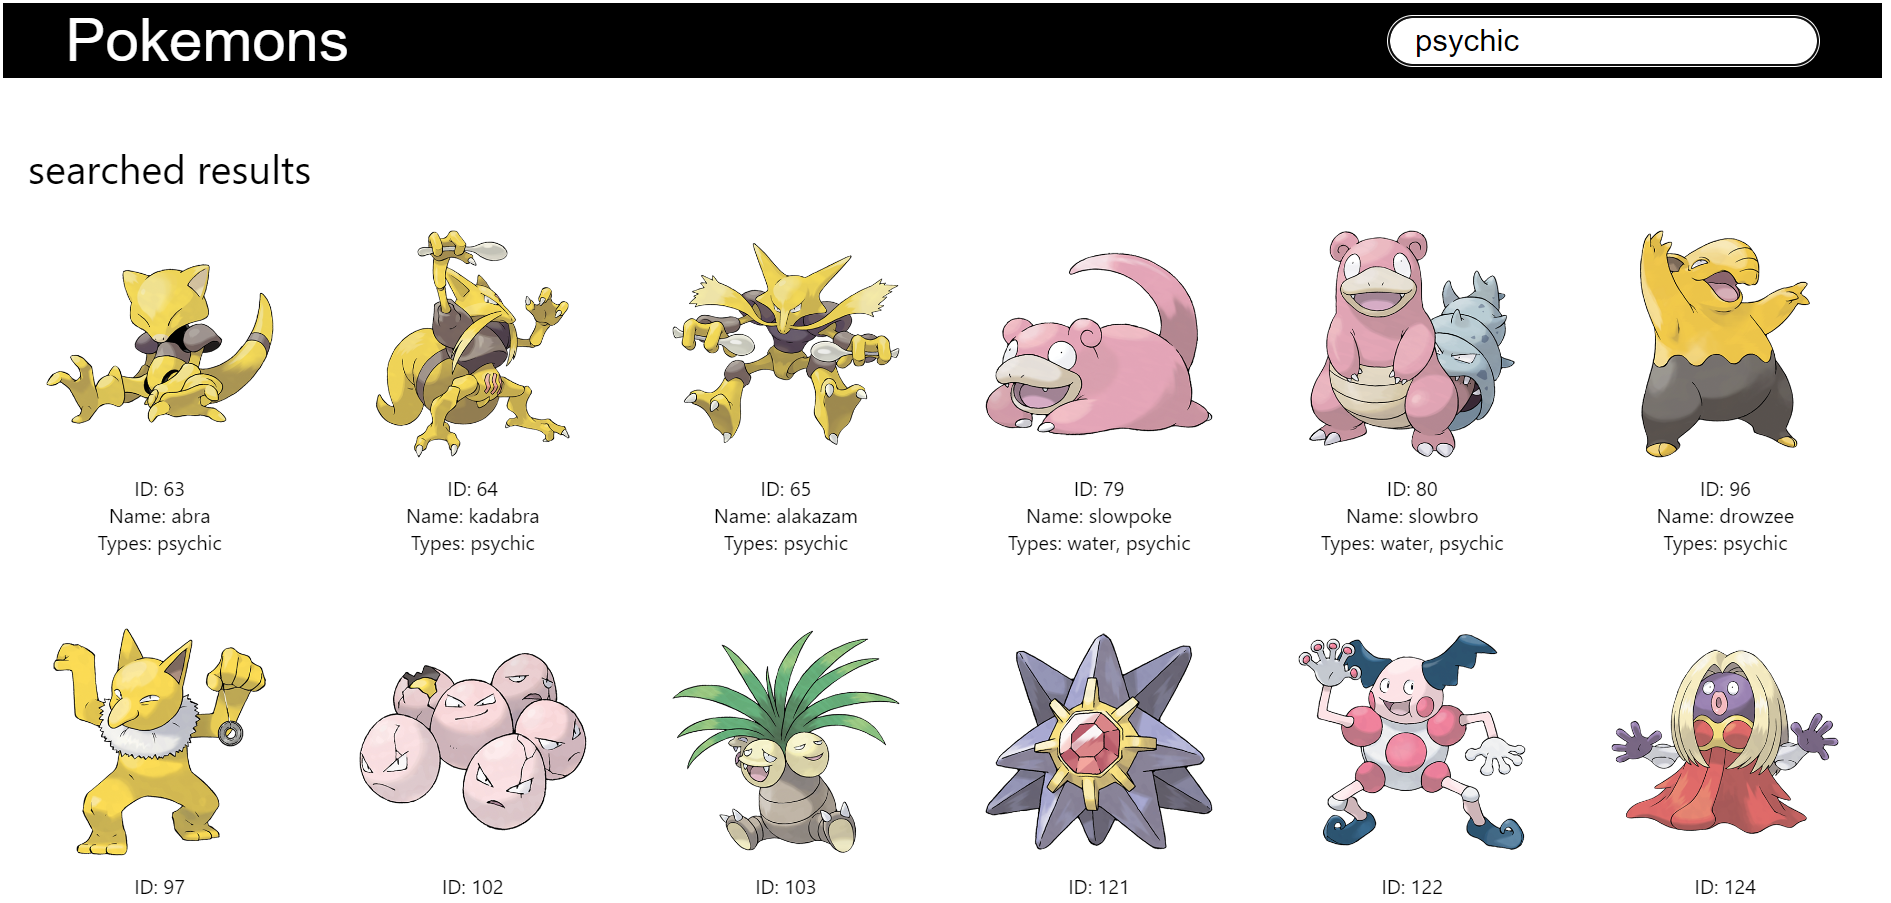 Pokemons
psychic
searched results
ID: 63
Name: abra
Types: psychic
ID: 64
Name: kadabra
Types: psychic
ID: 65
Name: alakazam
Types: psychic
ID: 79
Name: slowpoke
Types: water, psychic
ID: 80
Name: slowbro
Types: water, psychic
ID: 96
Name: drowzee
Types: psychic
ID: 97
ID: 102
ID: 103
ID: 121
ID: 122
ID: 124